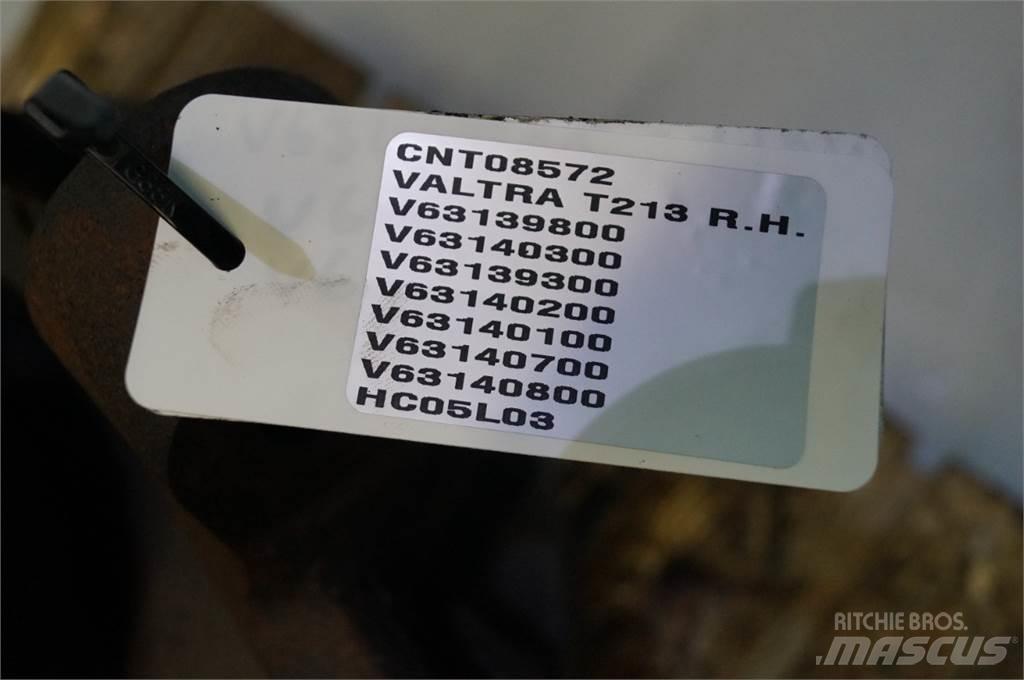 CNT08572
VALTRA T213 R.H.
V63139800
V63140300
V63139300
V63140200
V63140100
V63140700
V63140800
HC05L03
RITCHIE BROS.
MASCUS